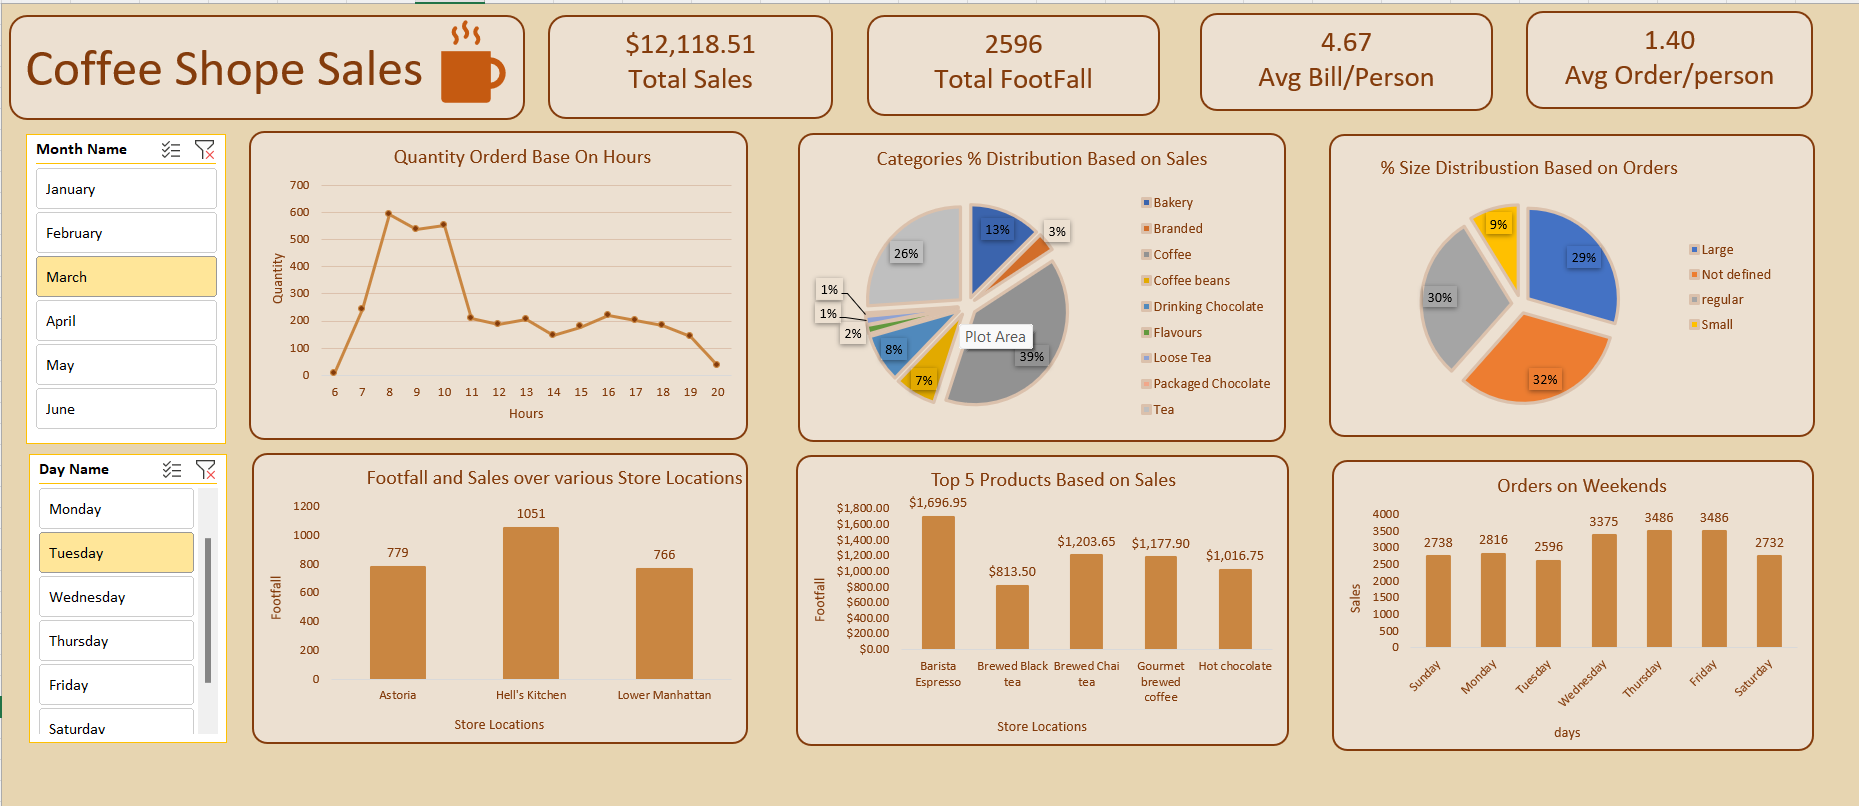 Coffee Shope Sales
$12,118.51
Total Sales
2596
Total FootFall
4.67
Avg Bill/Person
1.40
Avg Order/person
Month Name
January
February
March
April
May
June
Day Name
Monday
Tuesday
Wednesday
Thursday
Friday
Saturday
Quantity Orderd Base On Hours
Quantity
700
600
500
400
300
200
100
0
6 7 8 9 10 11 12 13 14 15 16 17 18 19 20
Hours
Categories % Distribution Based on Sales
13%
3%
39%
7%
8%
2%
1%
1%
26%
Plot Area
Bakery
Branded
Coffee
Coffee beans
Drinking Chocolate
Flavours
Loose Tea
Packaged Chocolate
Tea
% Size Distribustion Based on Orders
29%
32%
30%
9%
Large
Not defined
regular
Small
Footfall and Sales over various Store Locations
Footfall
1200
1000
800
600
400
200
0
779
1051
766
Astoria
Hell's Kitchen
Lower Manhattan
Store Locations
Top 5 Products Based on Sales
Footfall
$1,800.00
$1,600.00
$1,400.00
$1,200.00
$1,000.00
$800.00
$600.00
$400.00
$200.00
$0.00
$1,696.95
$813.50
$1,203.65
$1,177.90
$1,016.75
Barista
Espresso
Brewed Black
tea
Brewed Chai
tea
Gourmet
brewed
coffee
Hot chocolate
Store Locations
Orders on Weekends
Sales
4000
3500
3000
2500
2000
1500
1000
500
0
2738
2816
2596
3375
3486
3486
2732
Sunday
Monday
Tuesday
Wednesday
Thursday
Friday
Saturday
days